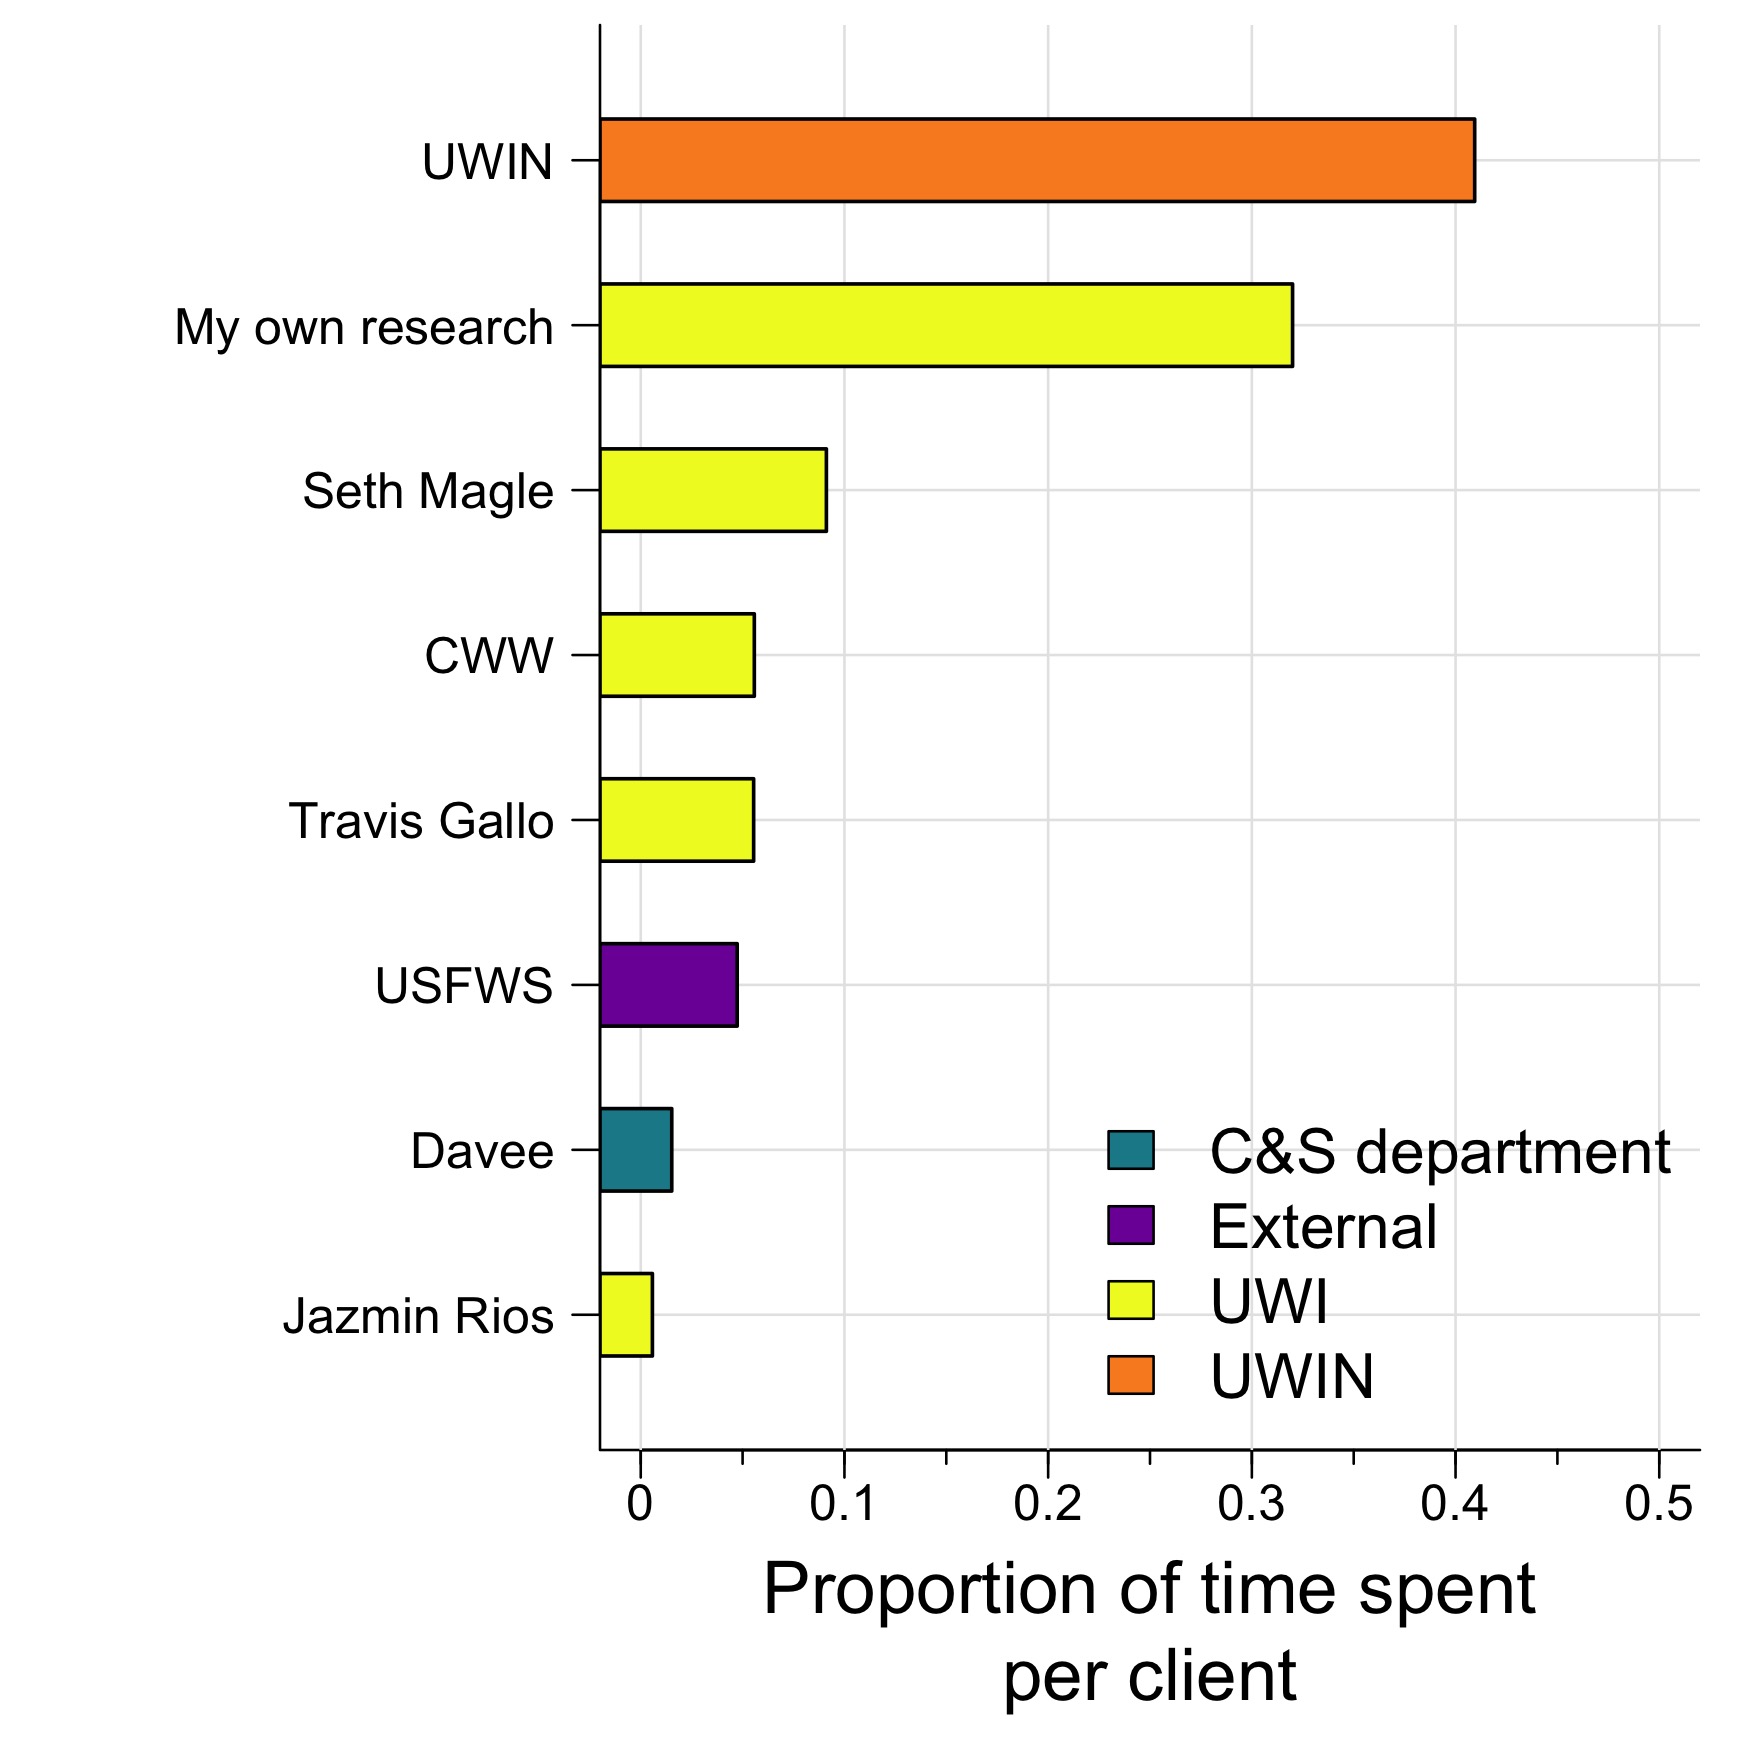 UWIN
My own research
Seth Magle
CWW
Travis Gallo
USFWS
Davee
Jazmin Rios
C&S department
External
UWI
UWIN
0 0.1 0.2 0.3 0.4 0.5
Proportion of time spent
per client